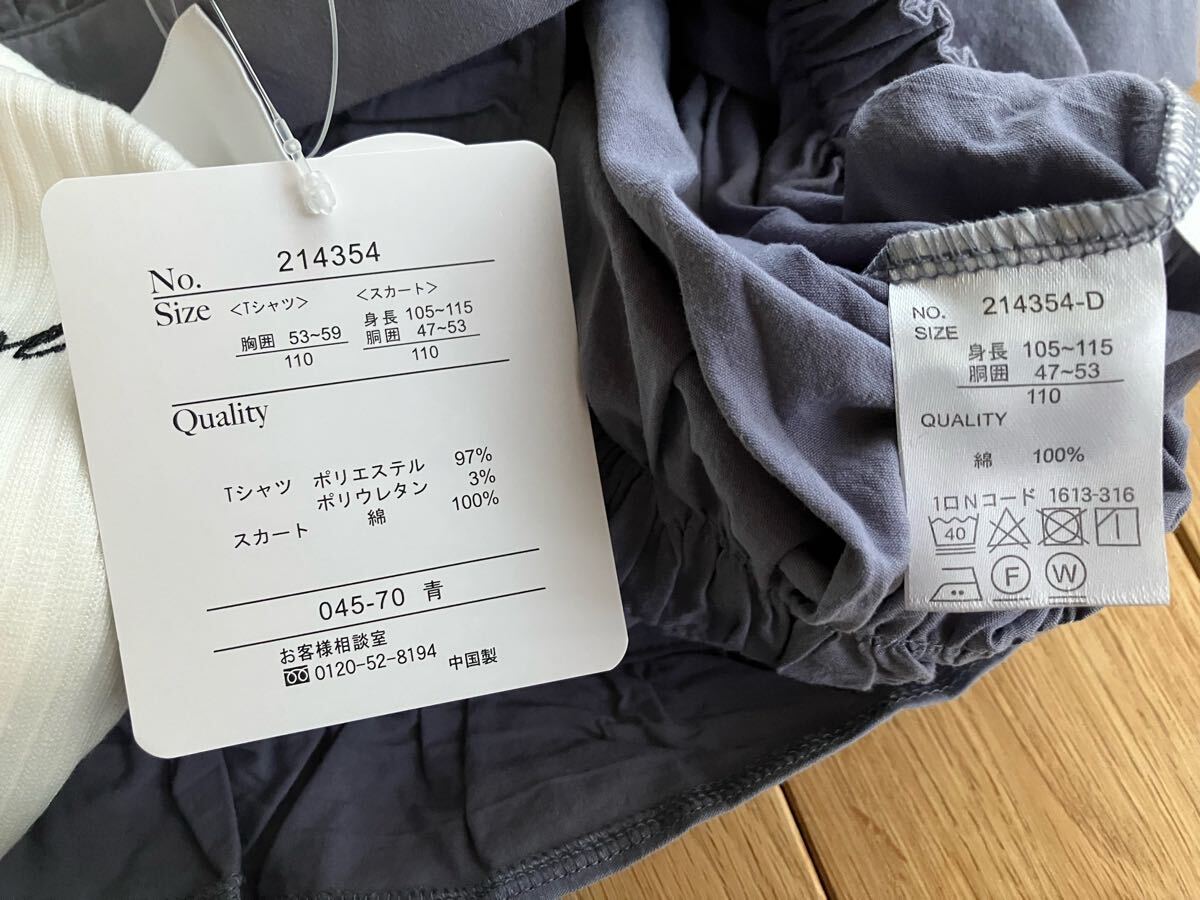 No. 214354
Size <Tシャツ> <スカート>
身長 105~115
胸囲 53~59 胴囲 47~53
110 110
Quality
Tシャツ ポリエステル 97%
ポリウレタン 3%
スカート 綿 100%
045-70 青
お客様相談室
0120-52-8194 中国製
NO. 214354-D
SIZE
身長 105~115
胴囲 47~53
110
QUALITY
綿 100%
1ロNコード 1613-316
40
F W